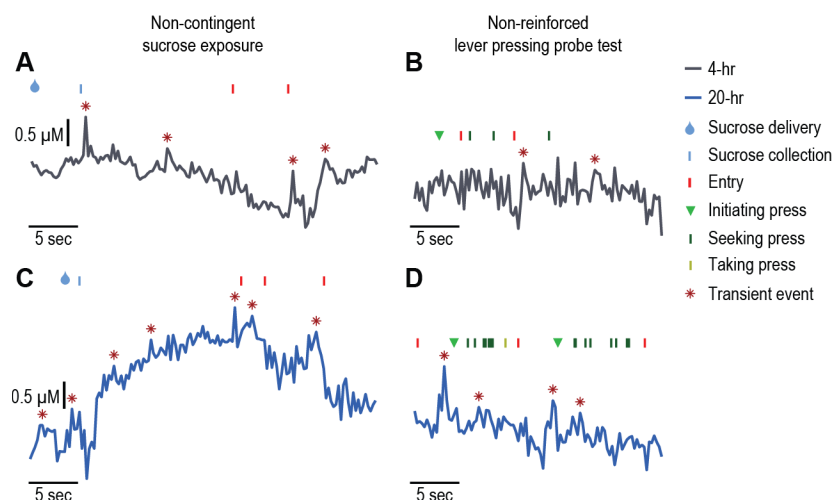 Non-contingent
sucrose exposure
Non-reinforced
lever pressing probe test
A
0.5 µM
5 sec
B
5 sec
C
0.5 µM
5 sec
D
5 sec
4-hr
20-hr
Sucrose delivery
Sucrose collection
Entry
Initiating press
Seeking press
Taking press
Transient event